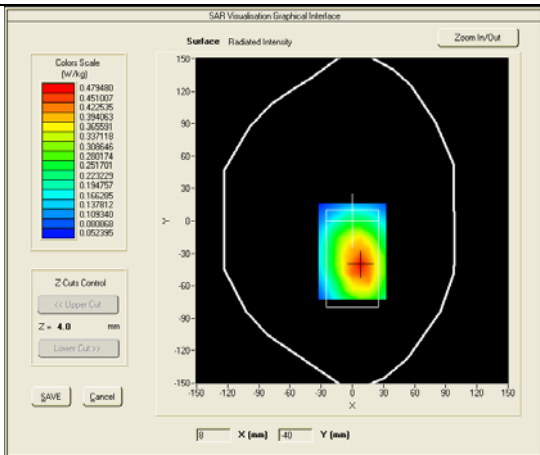 SAR Visualisation Graphical Interface
Surface Radiated Intensity
Zoom In/Out
Colors Scale
(W/kg)
0.479480
0.451007
0.422535
0.394063
0.365591
0.337118
0.308646
0.280174
0.251701
0.223229
0.194757
0.166285
0.137812
0.109340
0.080868
0.052395
Z Cuts Control
<< Upper Cut
Z = 4.0 mm
Lower Cut >>
SAVE
Cancel
150
120
90
60
30
0
-30
-60
-90
-120
-150
Y
-150 -120 -90 -60 -30 0 30 60 90 120 150
X
8 X (mm) -40 Y (mm)